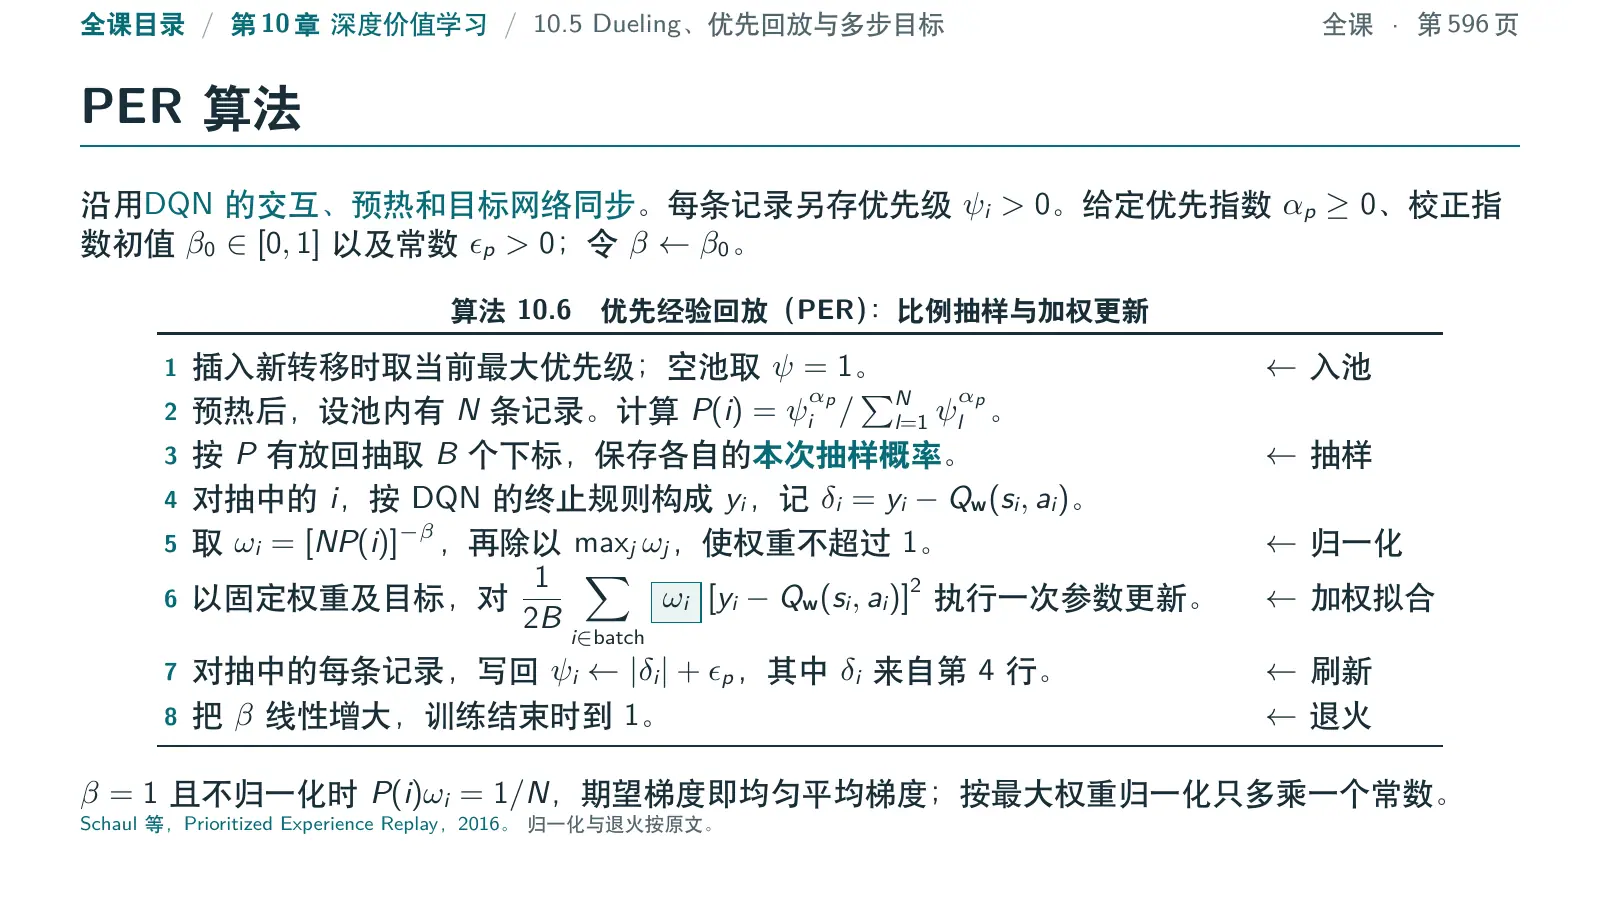 全课目录 / 第 10 章 深度价值学习 / 10.5 Dueling、优先回放与多步目标
全课 · 第 596 页
PER 算法
沿用DQN 的交互、预热和目标网络同步。每条记录另存优先级 ψ_i > 0。给定优先指数 α_p ≥ 0、校正指
数初值 β_0 ∈ [0, 1] 以及常数 ϵ_p > 0；令 β ← β_0。
算法 10.6 优先经验回放（PER）：比例抽样与加权更新
1 插入新转移时取当前最大优先级；空池取 ψ = 1。 ← 入池
2 预热后，设池内有 N 条记录。计算 P(i) = ψ_i^{α_p} / ∑_{l=1}^{N} ψ_l^{α_p}。
3 按 P 有放回抽取 B 个下标，保存各自的本次抽样概率。 ← 抽样
4 对抽中的 i，按 DQN 的终止规则构成 y_i，记 δ_i = y_i − Q_w(s_i, a_i)。
5 取 ω_i = [NP(i)]^{−β}，再除以 max_j ω_j，使权重不超过 1。 ← 归一化
6 以固定权重及目标，对 \frac{1}{2B} ∑_{i∈batch} ω_i [y_i − Q_w(s_i, a_i)]^2 执行一次参数更新。 ← 加权拟合
7 对抽中的每条记录，写回 ψ_i ← |δ_i| + ϵ_p，其中 δ_i 来自第 4 行。 ← 刷新
8 把 β 线性增大，训练结束时到 1。 ← 退火
β = 1 且不归一化时 P(i)ω_i = 1/N，期望梯度即均匀平均梯度；按最大权重归一化只多乘一个常数。
Schaul 等，Prioritized Experience Replay，2016。 归一化与退火按原文。